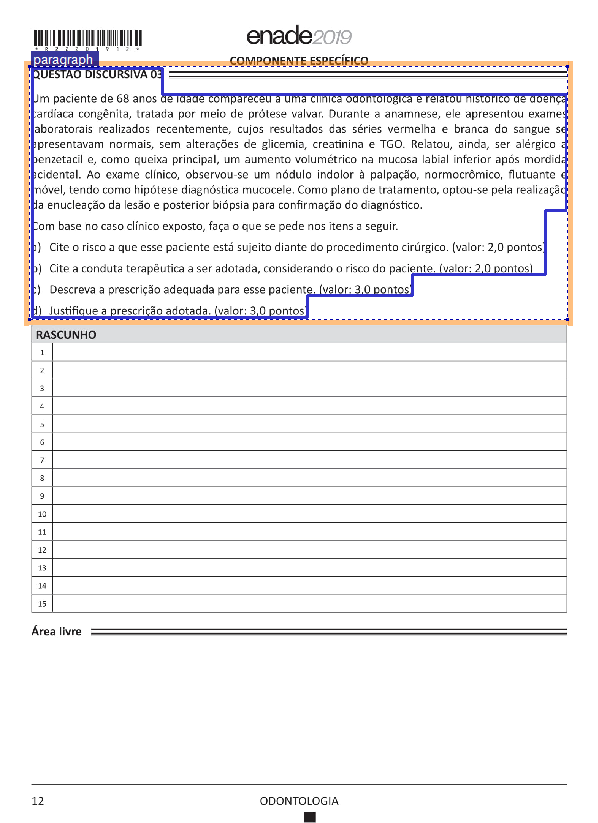 *R22201912*
enade2019
paragraph
COMPONENTE ESPECÍFICO
QUESTÃO DISCURSIVA 03
Um paciente de 68 anos de idade compareceu a uma clínica odontológica e relatou histórico de doença
cardíaca congênita, tratada por meio de prótese valvar. Durante a anamnese, ele apresentou exames
laboratorais realizados recentemente, cujos resultados das séries vermelha e branca do sangue se
apresentavam normais, sem alterações de glicemia, creatinina e TGO. Relatou, ainda, ser alérgico a
benzetacil e, como queixa principal, um aumento volumétrico na mucosa labial inferior após mordida
acidental. Ao exame clínico, observou-se um nódulo indolor à palpação, normocrômico, flutuante e
móvel, tendo como hipótese diagnóstica mucocele. Como plano de tratamento, optou-se pela realização
da enucleação da lesão e posterior biópsia para confirmação do diagnóstico.
Com base no caso clínico exposto, faça o que se pede nos itens a seguir.
a) Cite o risco a que esse paciente está sujeito diante do procedimento cirúrgico. (valor: 2,0 pontos)
b) Cite a conduta terapêutica a ser adotada, considerando o risco do paciente. (valor: 2,0 pontos)
c) Descreva a prescrição adequada para esse paciente. (valor: 3,0 pontos)
d) Justifique a prescrição adotada. (valor: 3,0 pontos)
RASCUNHO
1
2
3
4
5
6
7
8
9
10
11
12
13
14
15
Área livre
12
ODONTOLOGIA